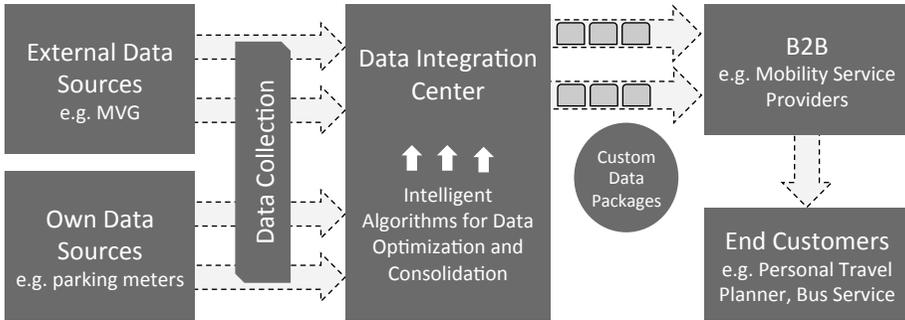 External Data
Sources
e.g. MVG
Own Data
Sources
e.g. parking meters
Data Collection
Data Integration
Center
Intelligent
Algorithms for Data
Optimization and
Consolidation
Custom
Data
Packages
B2B
e.g. Mobility Service
Providers
End Customers
e.g. Personal Travel
Planner, Bus Service